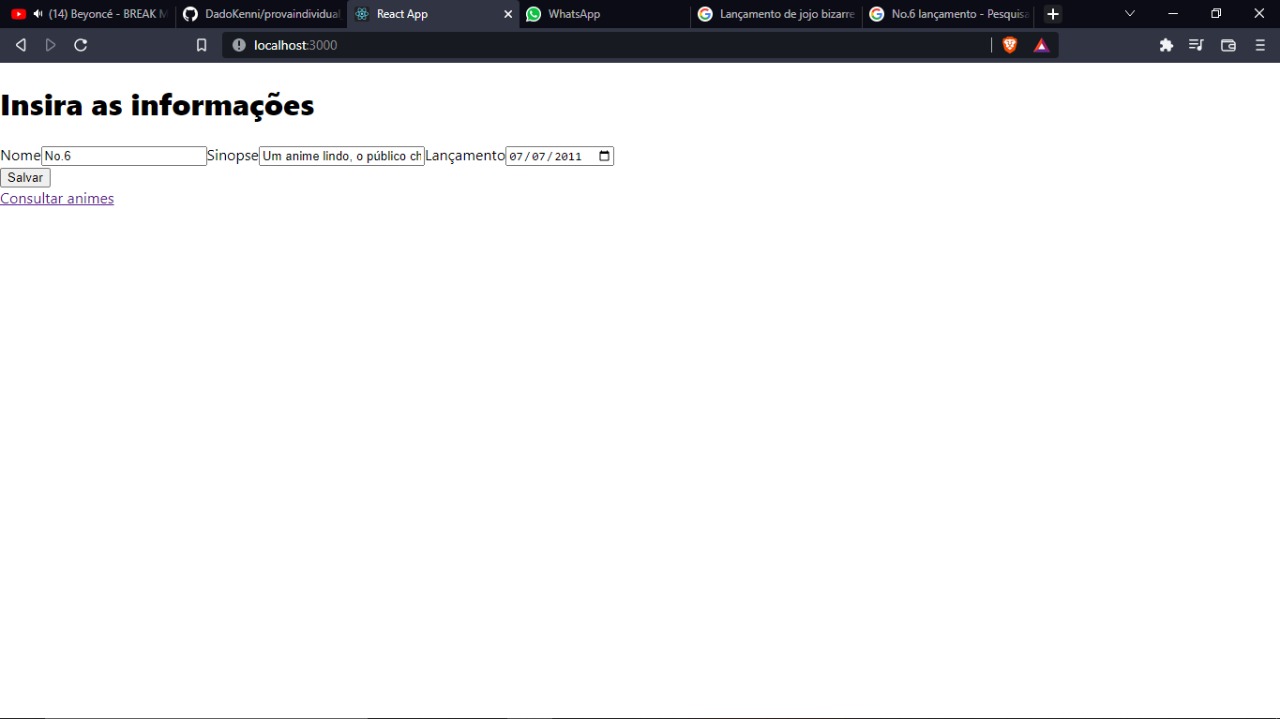 (14) Beyoncé - BREAK M DadoKenni/provaindividual React App WhatsApp Lançamento de jojo bizarre No.6 lançamento - Pesquisa
localhost:3000
Insira as informações
Nome No.6 Sinopse Um anime lindo, o público ch Lançamento 07/07/2011
Salvar
Consultar animes